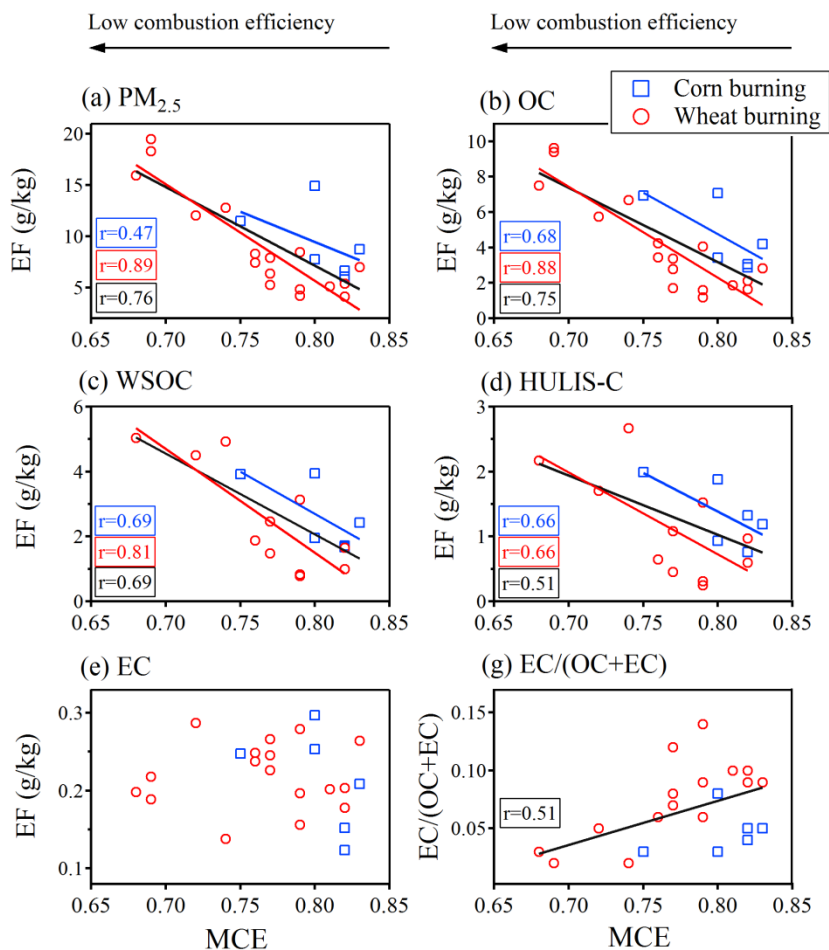 Low combustion efficiency
Low combustion efficiency
Corn burning
Wheat burning
(a) PM2.5
20
15
10
5
EF (g/kg)
r=0.47
r=0.89
r=0.76
0.65 0.70 0.75 0.80 0.85
(b) OC
10
8
6
4
2
0
EF (g/kg)
r=0.68
r=0.88
r=0.75
0.65 0.70 0.75 0.80 0.85
(c) WSOC
6
4
2
0
EF (g/kg)
r=0.69
r=0.81
r=0.69
0.65 0.70 0.75 0.80 0.85
(d) HULIS-C
3
2
1
0
EF (g/kg)
r=0.66
r=0.66
r=0.51
0.65 0.70 0.75 0.80 0.85
(e) EC
0.3
0.2
0.1
EF (g/kg)
0.65 0.70 0.75 0.80 0.85
MCE
(g) EC/(OC+EC)
0.15
0.10
0.05
EC/(OC+EC)
r=0.51
0.65 0.70 0.75 0.80 0.85
MCE